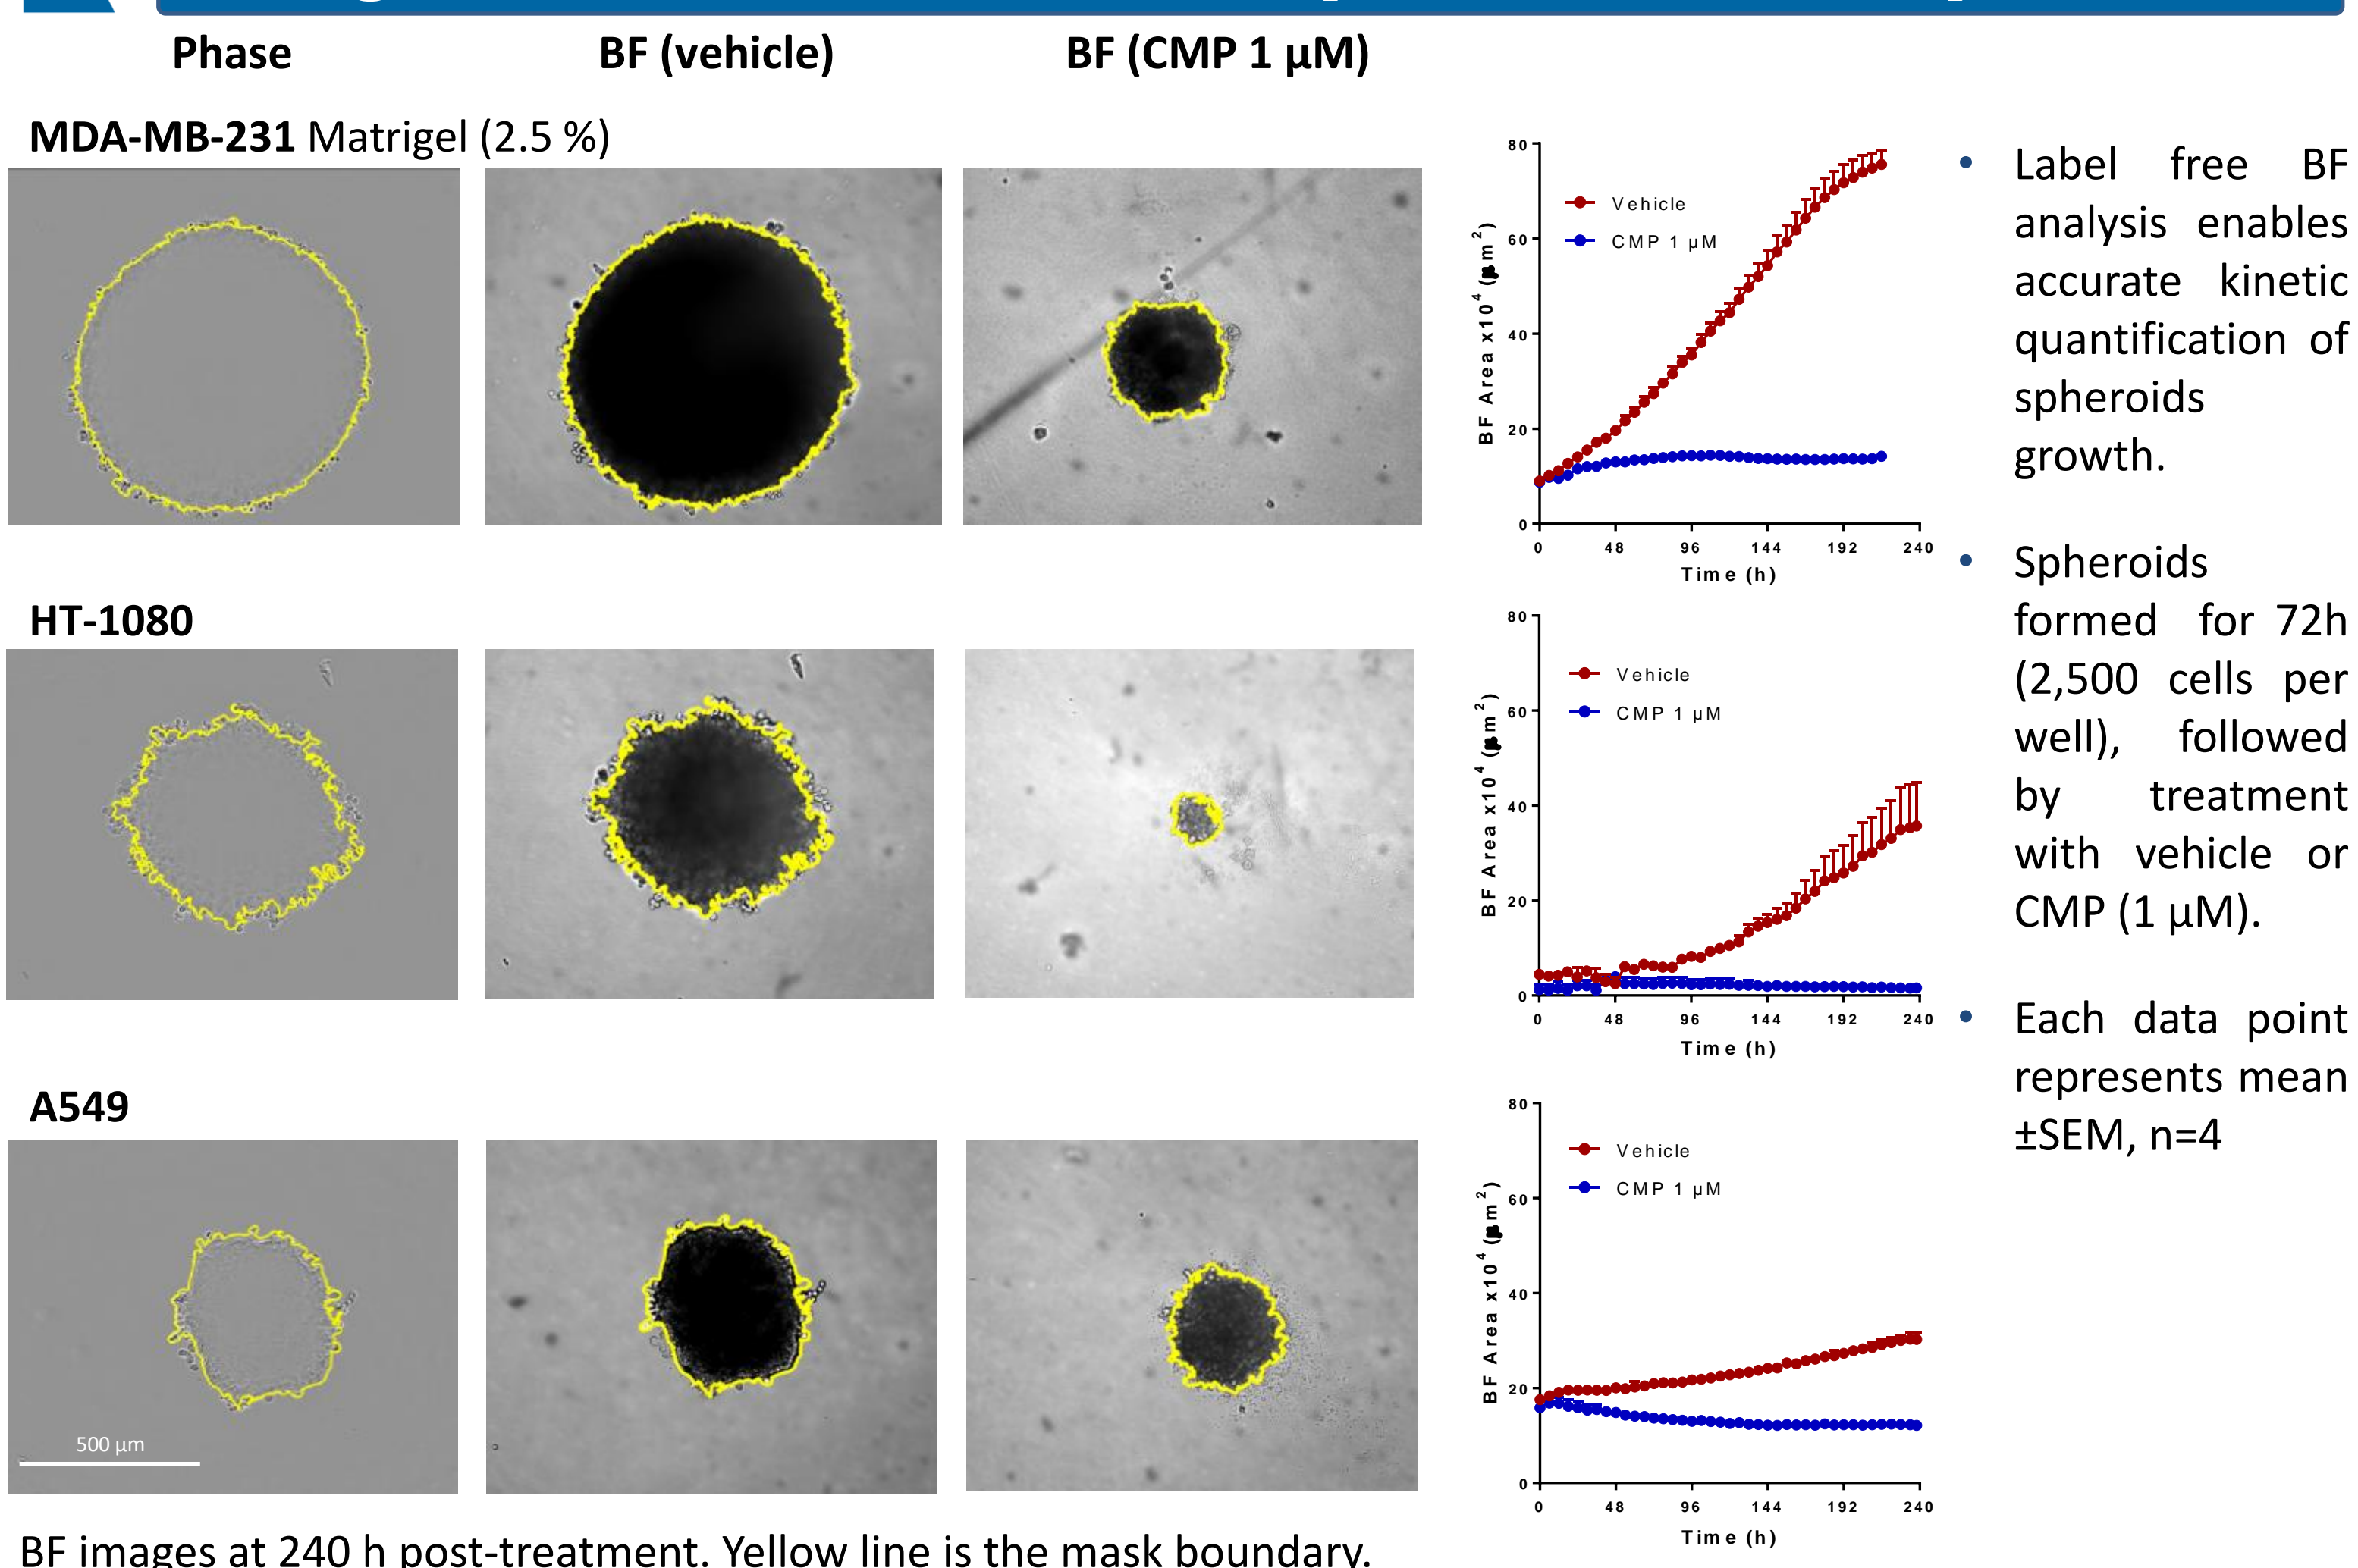 Phase
BF (vehicle)
BF (CMP 1 µM)
MDA-MB-231 Matrigel (2.5 %)
80
60
40
20
0
0 48 96 144 192 240
BF Area x10⁴ (µm²)
Time (h)
Vehicle
CMP 1 µM
HT-1080
80
60
40
20
0
0 48 96 144 192 240
BF Area x10⁴ (µm²)
Time (h)
Vehicle
CMP 1 µM
A549
500 µm
80
60
40
20
0
0 48 96 144 192 240
BF Area x10⁴ (µm²)
Time (h)
Vehicle
CMP 1 µM
• Label free BF
analysis enables
accurate kinetic
quantification of
spheroids
growth.
• Spheroids
formed for 72h
(2,500 cells per
well), followed
by treatment
with vehicle or
CMP (1 µM).
• Each data point
represents mean
±SEM, n=4
BF images at 240 h post-treatment. Yellow line is the mask boundary.